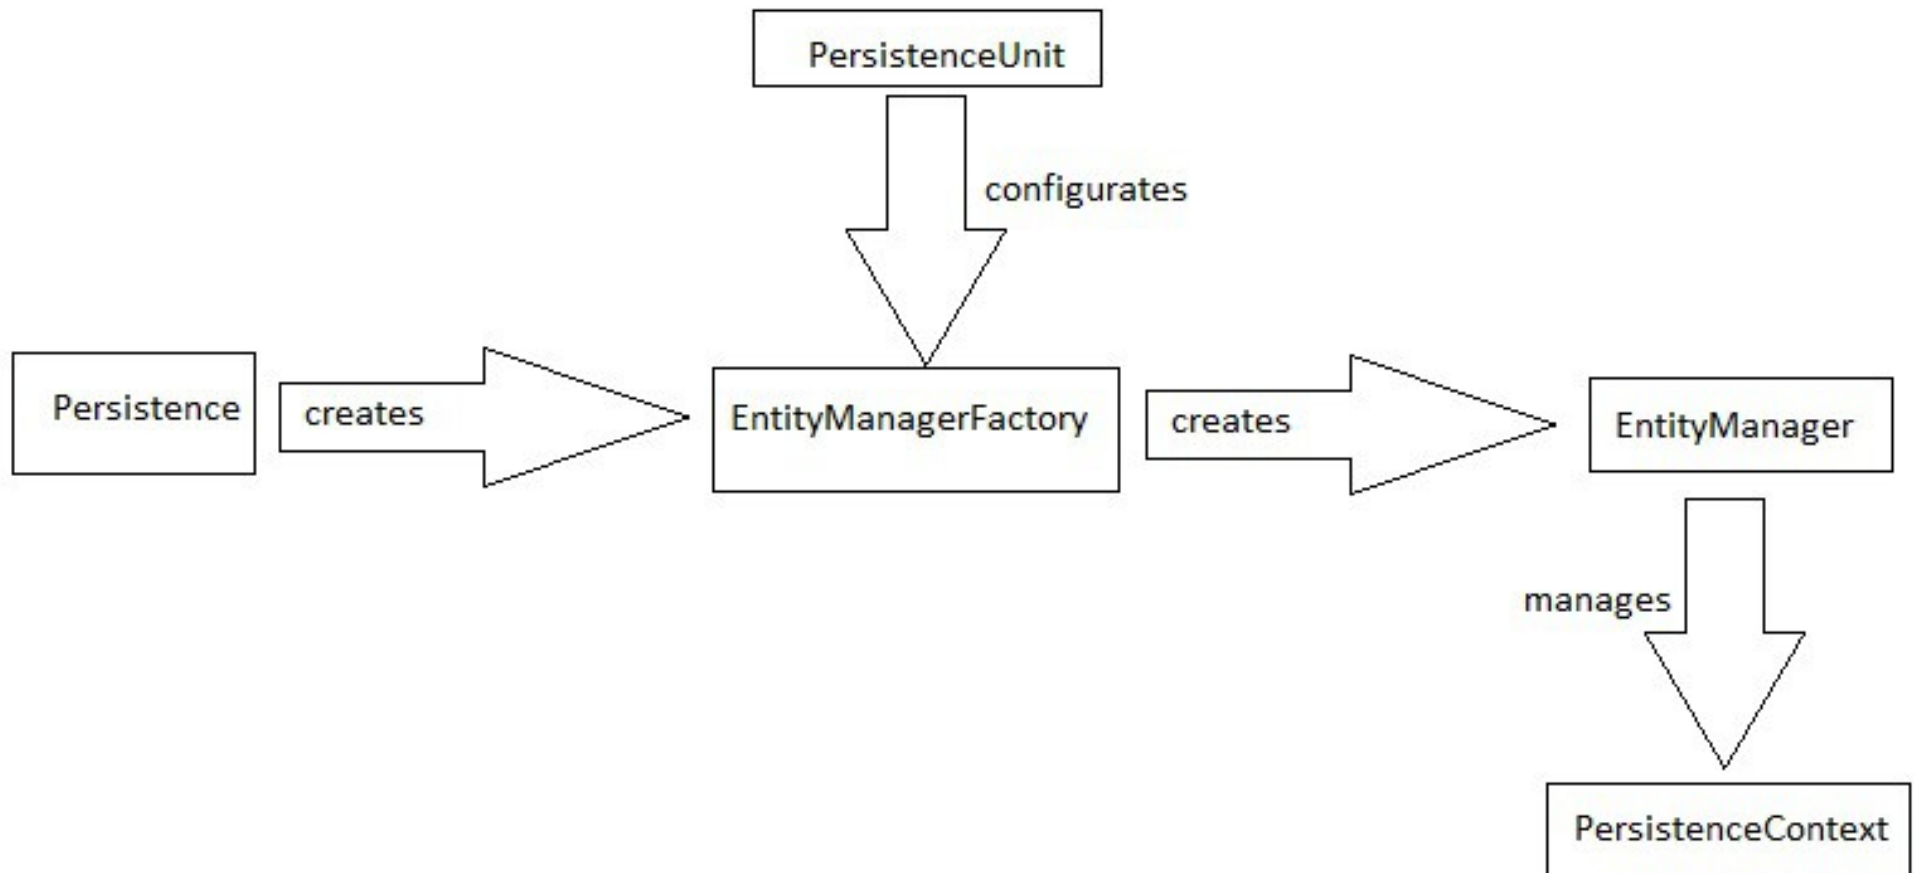 PersistenceUnit
configurates
Persistence
creates
EntityManagerFactory
creates
EntityManager
manages
PersistenceContext